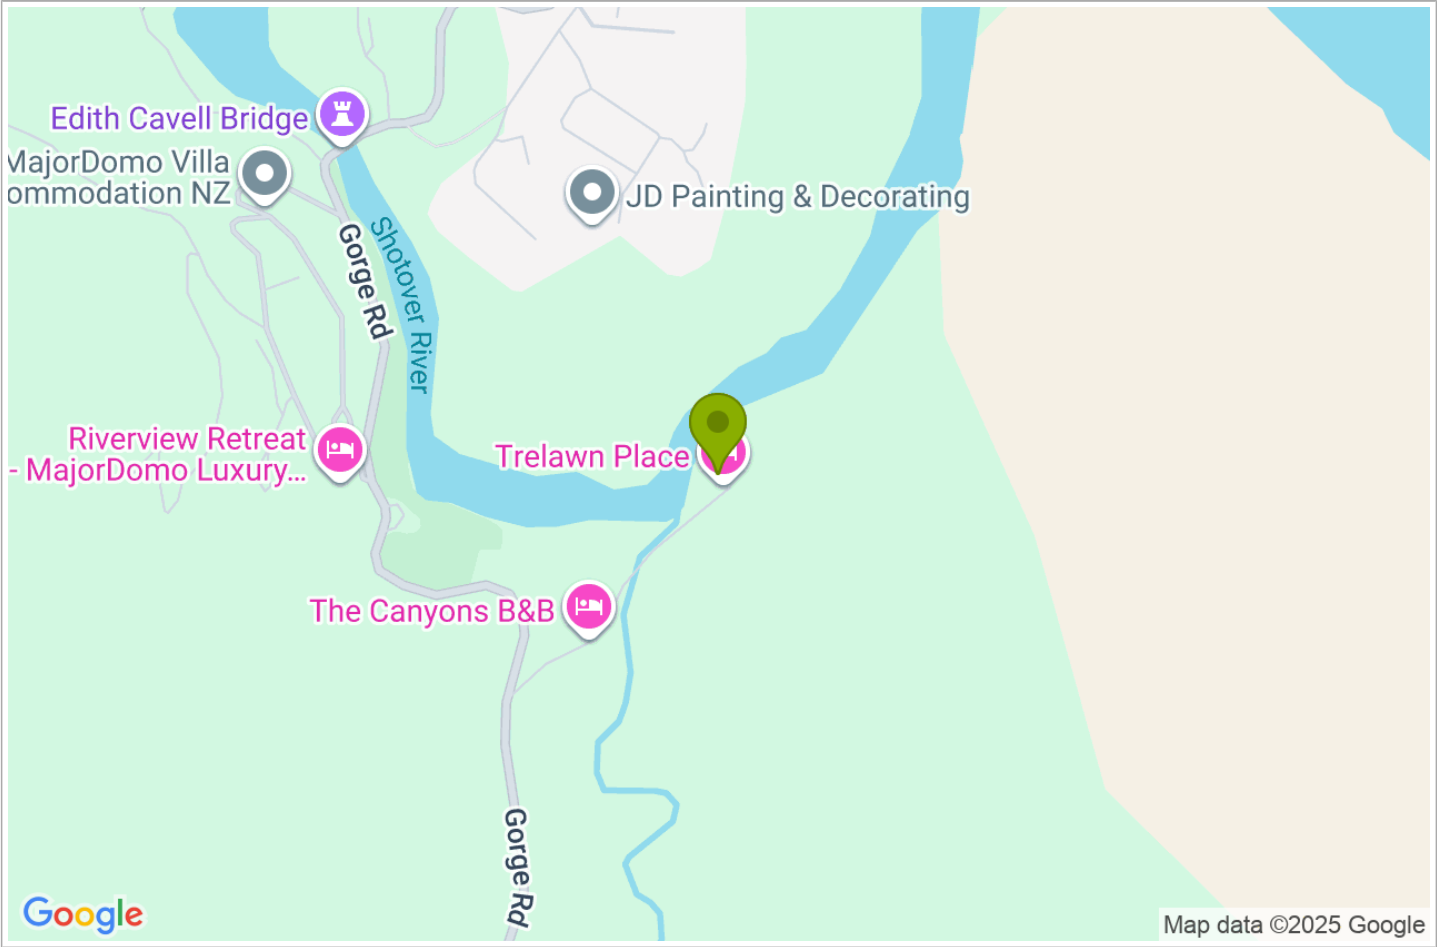 Edith Cavell Bridge
MajorDomo Villa
ommodation NZ
JD Painting & Decorating
Gorge Rd
Shotover River
Riverview Retreat
- MajorDomo Luxury...
Trelawn Place
The Canyons B&B
Gorge Rd
Google
Map data ©2025 Google